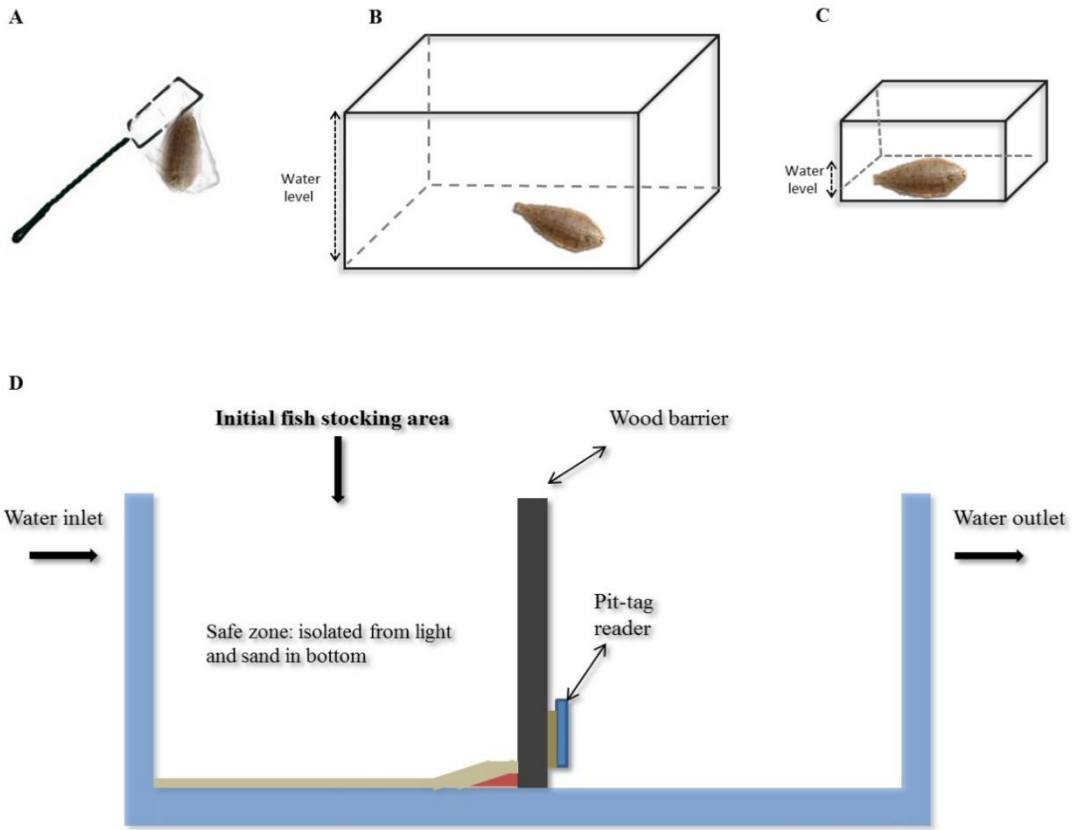 A
B
C
Water
level
Water
level
D
Initial fish stocking area
Wood barrier
Water inlet
Water outlet
Pit-tag
reader
Safe zone: isolated from light
and sand in bottom